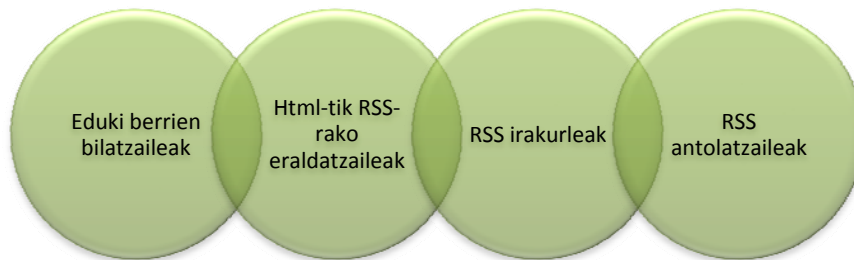 Eduki berrien
bilatzaileak
Html-tik RSS-
rako
eraldatzaileak
RSS irakurleak
RSS
antolatzaileak